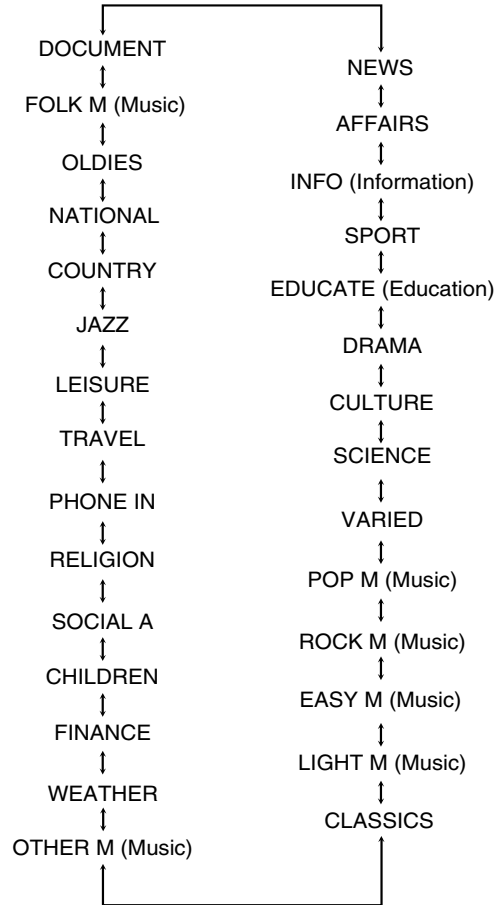 DOCUMENT
FOLK M (Music)
OLDIES
NATIONAL
COUNTRY
JAZZ
LEISURE
TRAVEL
PHONE IN
RELIGION
SOCIAL A
CHILDREN
FINANCE
WEATHER
OTHER M (Music)
NEWS
AFFAIRS
INFO (Information)
SPORT
EDUCATE (Education)
DRAMA
CULTURE
SCIENCE
VARIED
POP M (Music)
ROCK M (Music)
EASY M (Music)
LIGHT M (Music)
CLASSICS